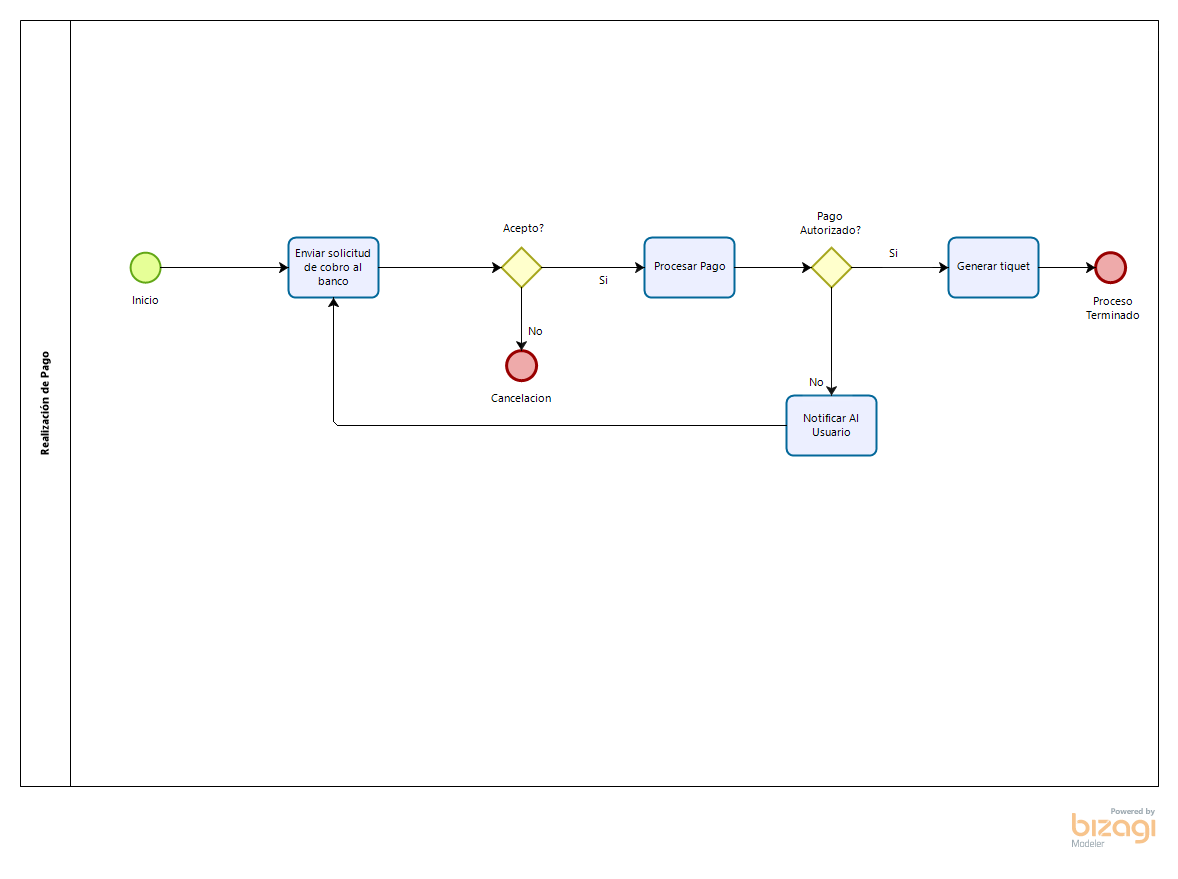 Realización de Pago
Inicio
Enviar solicitud
de cobro al
banco
Acepto?
Si
No
Cancelacion
Procesar Pago
Pago
Autorizado?
Si
No
Notificar Al
Usuario
Generar tiquet
Proceso
Terminado
Powered by
bizagi
Modeler